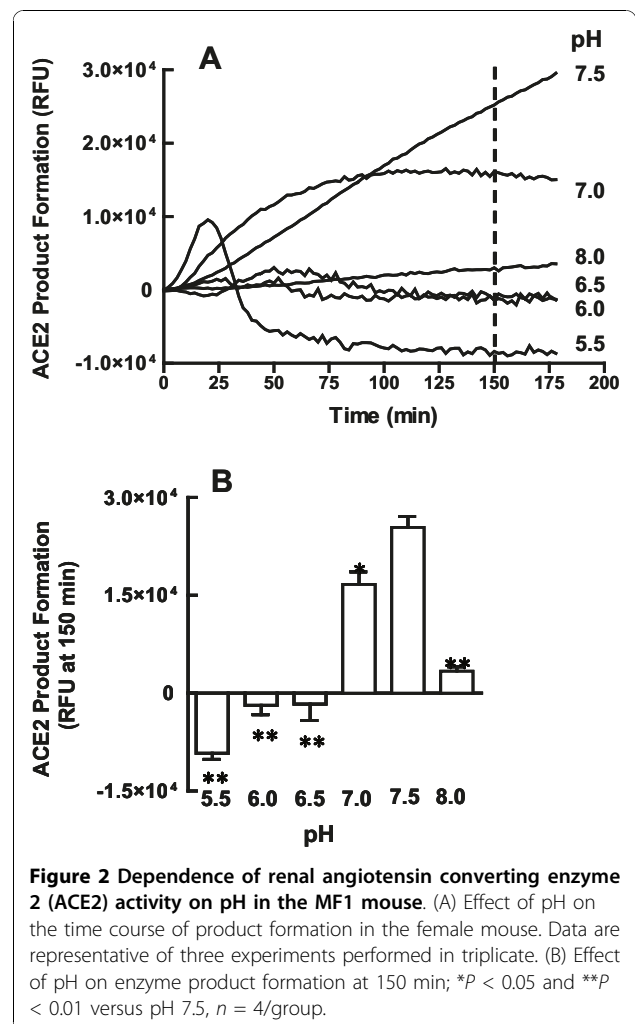 A
pH
ACE2 Product Formation (RFU)
3.0×10⁴
2.0×10⁴
1.0×10⁴
0
-1.0×10⁴
7.5
7.0
8.0
6.5
6.0
5.5
0 25 50 75 100 125 150 175 200
Time (min)
B
ACE2 Product Formation
(RFU at 150 min)
3.0×10⁴
1.5×10⁴
0
-1.5×10⁴
*
**
**
**
**
5.5 6.0 6.5 7.0 7.5 8.0
pH
Figure 2 Dependence of renal angiotensin converting enzyme
2 (ACE2) activity on pH in the MF1 mouse. (A) Effect of pH on
the time course of product formation in the female mouse. Data are
representative of three experiments performed in triplicate. (B) Effect
of pH on enzyme product formation at 150 min; *P < 0.05 and **P
< 0.01 versus pH 7.5, n = 4/group.